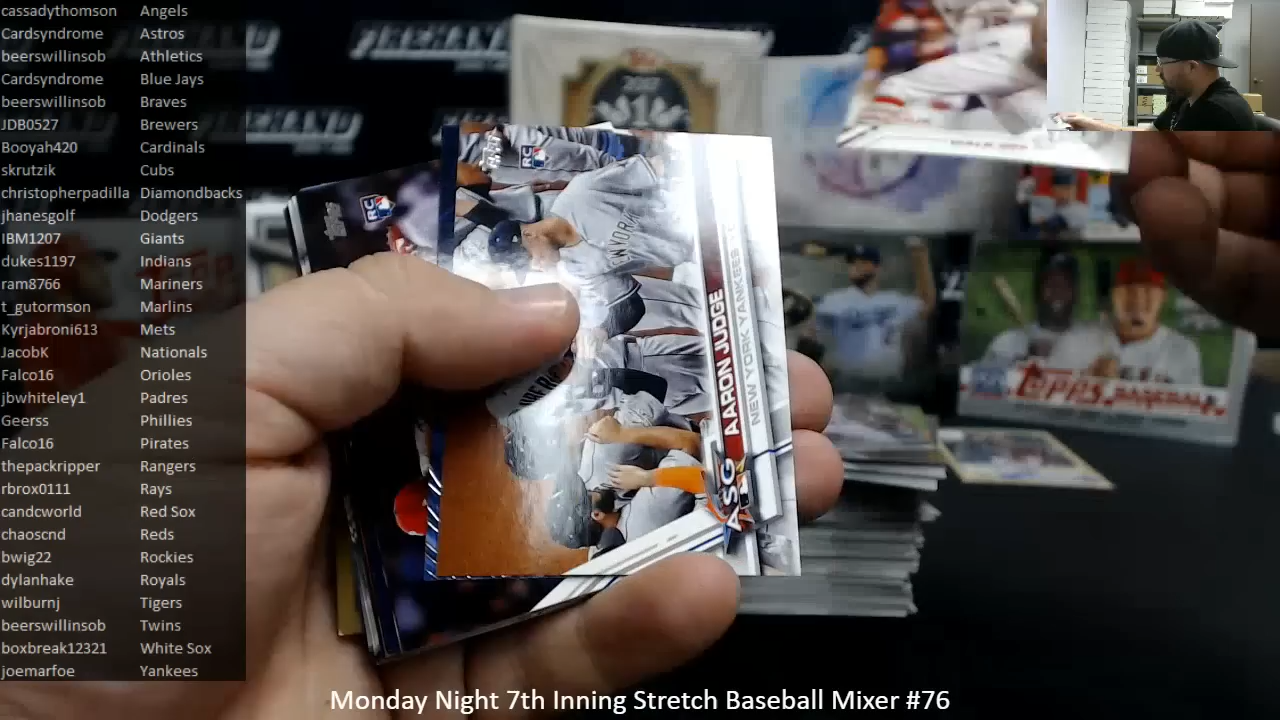 cassadythomson Angels
Cardsyndrome Astros
beerswillinsob Athletics
Cardsyndrome Blue Jays
beerswillinsob Braves
JDB0527 Brewers
Booyah420 Cardinals
skrutzik Cubs
christopherpadilla Diamondbacks
jhanesgolf Dodgers
IBM1207 Giants
dukes1197 Indians
ram8766 Mariners
t_gutormson Marlins
Kyrjabroni613 Mets
JacobK Nationals
Falco16 Orioles
jbwhiteley1 Padres
Geerss Phillies
Falco16 Pirates
thepackripper Rangers
rbrox0111 Rays
candcworld Red Sox
chaoscnd Reds
bwig22 Rockies
dylanhake Royals
wilburnj Tigers
beerswillinsob Twins
boxbreak12321 White Sox
joemarfoe Yankees
RC
Topps
RC
NEW YORK
AARON JUDGE
NEW YORK YANKEES
ASG
Topps BASEBALL
Monday Night 7th Inning Stretch Baseball Mixer #76